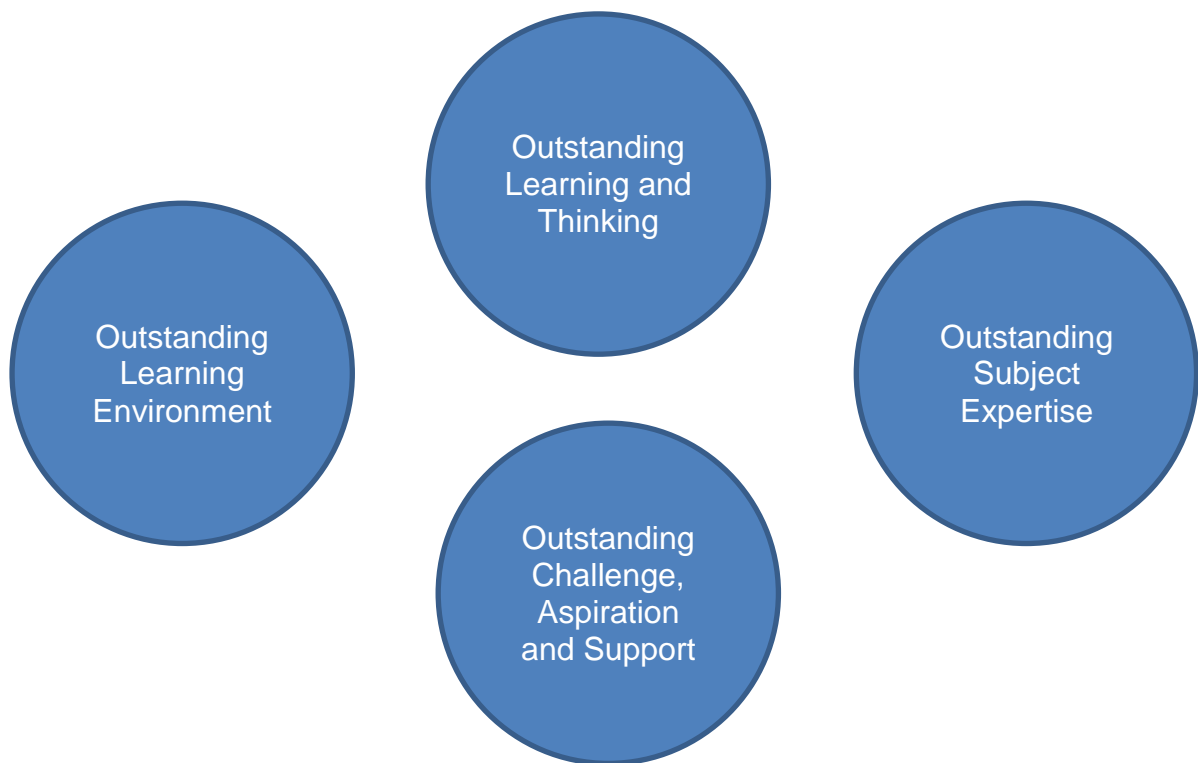 Outstanding
Learning and
Thinking
Outstanding
Learning
Environment
Outstanding
Subject
Expertise
Outstanding
Challenge,
Aspiration
and Support